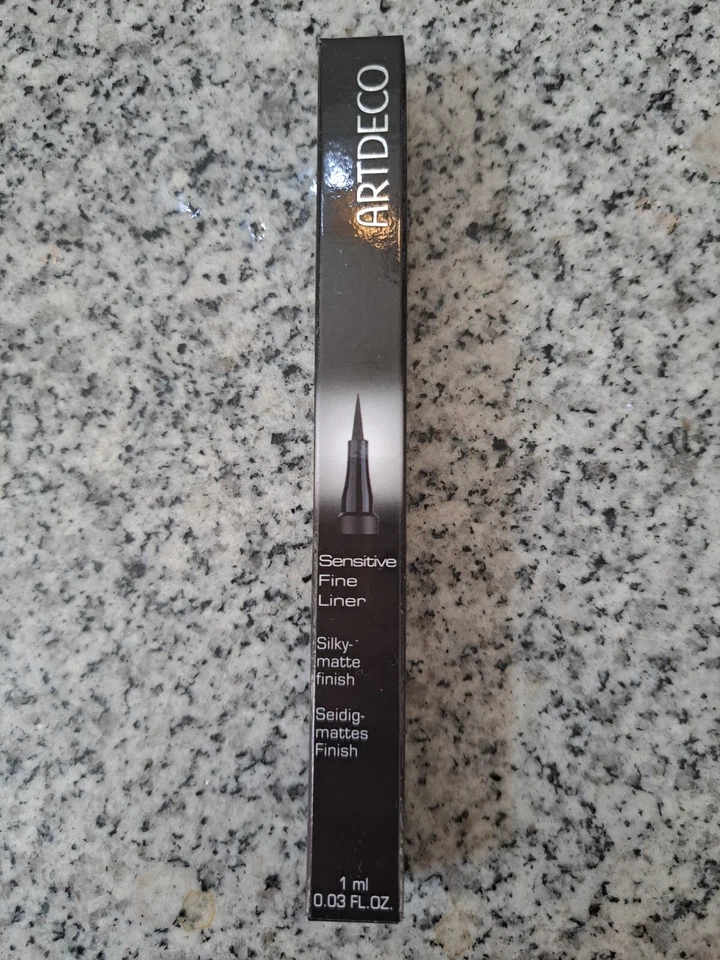 ARTDECO
Sensitive
Fine
Liner
Silky-
matte
finish
Seidig-
mattes
Finish
1 ml
0.03 FL.OZ.